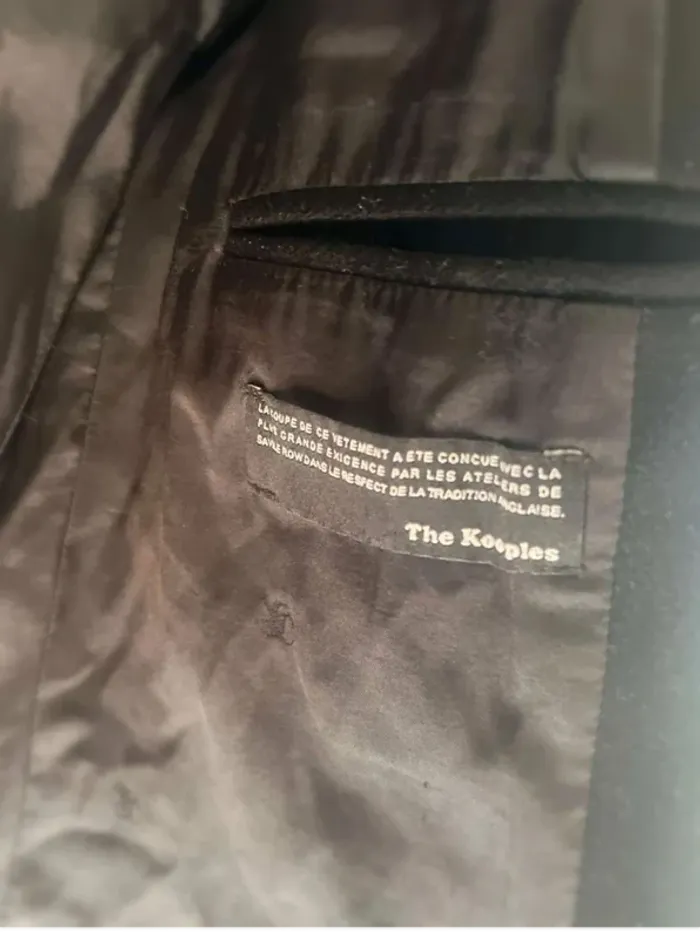 LA COUPE DE CE VETEMENT A ETE CONCUE AVEC LA
PLUS GRANDE EXIGENCE PAR LES ATELIERS DE
SAVILE ROW DANS LE RESPECT DE LA TRADITION ANGLAISE.
The Kooples